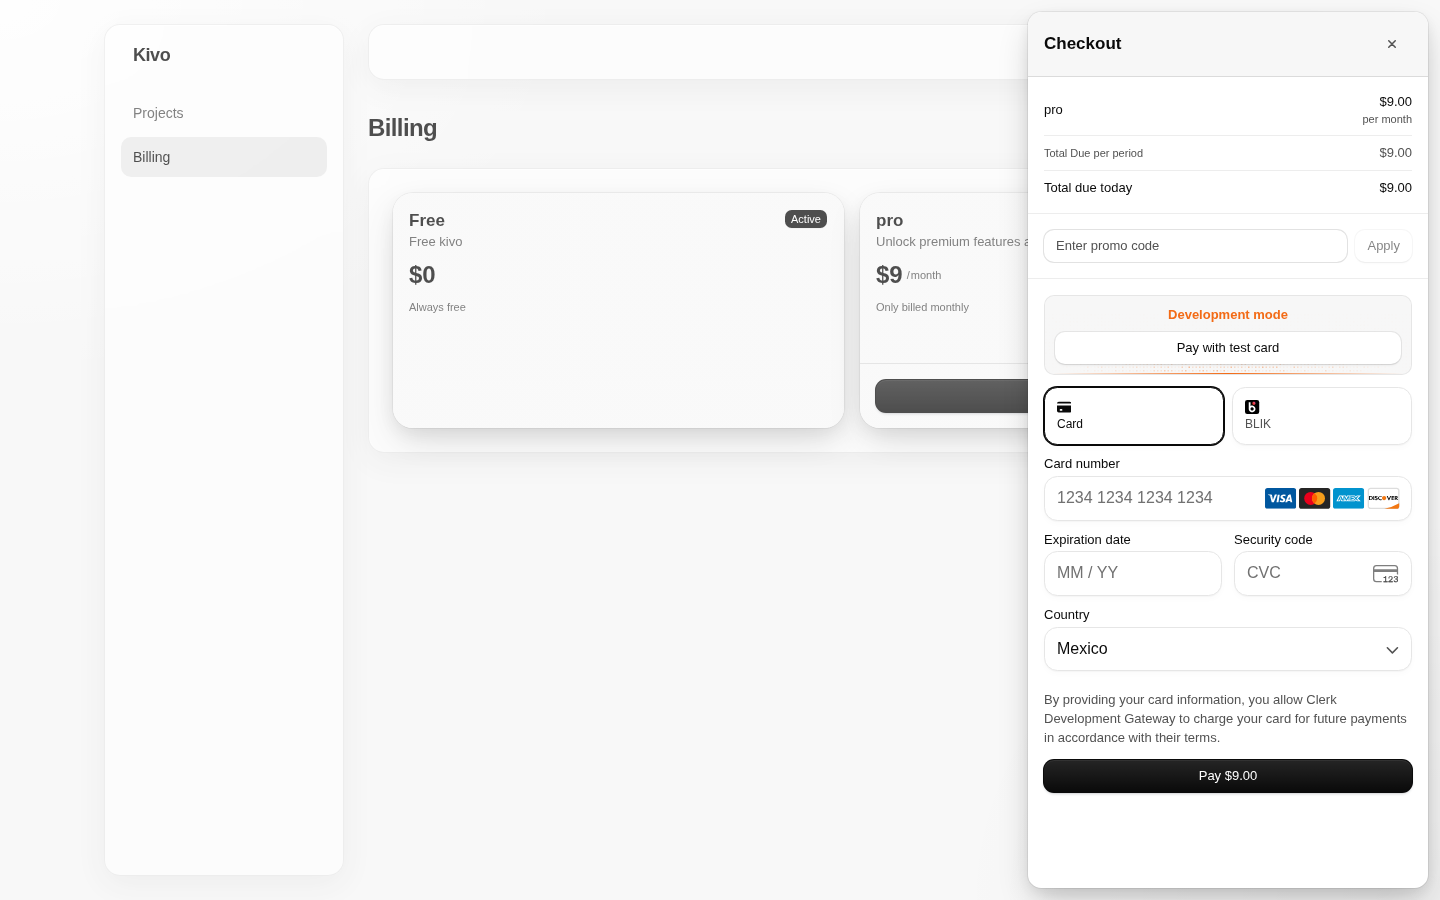 Kivo
Projects
Billing
Billing
Free
Active
Free kivo
$0
Always free
pro
Unlock premium features
$9 /month
Only billed monthly
Checkout
pro
$9.00
per month
Total Due per period
$9.00
Total due today
$9.00
Enter promo code
Apply
Development mode
Pay with test card
Card
BLIK
Card number
1234 1234 1234 1234
VISA
AMEX
DISCOVER
Expiration date
Security code
MM / YY
CVC
123
Country
Mexico
By providing your card information, you allow Clerk
Development Gateway to charge your card for future payments
in accordance with their terms.
Pay $9.00